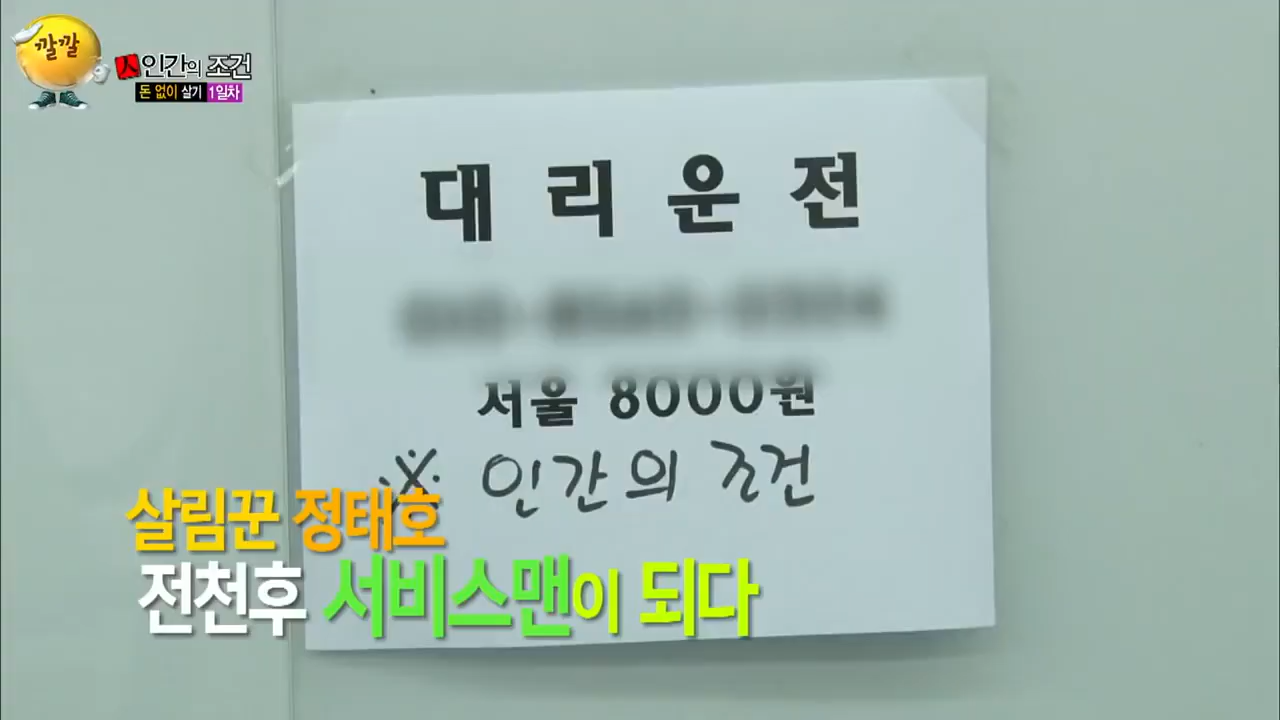 깔깔
人 인간의 조건
돈 없이 살기 1일차
대리운전
서울 8000원
※ 인간의 조건
살림꾼 정태호
전천후 서비스맨이 되다